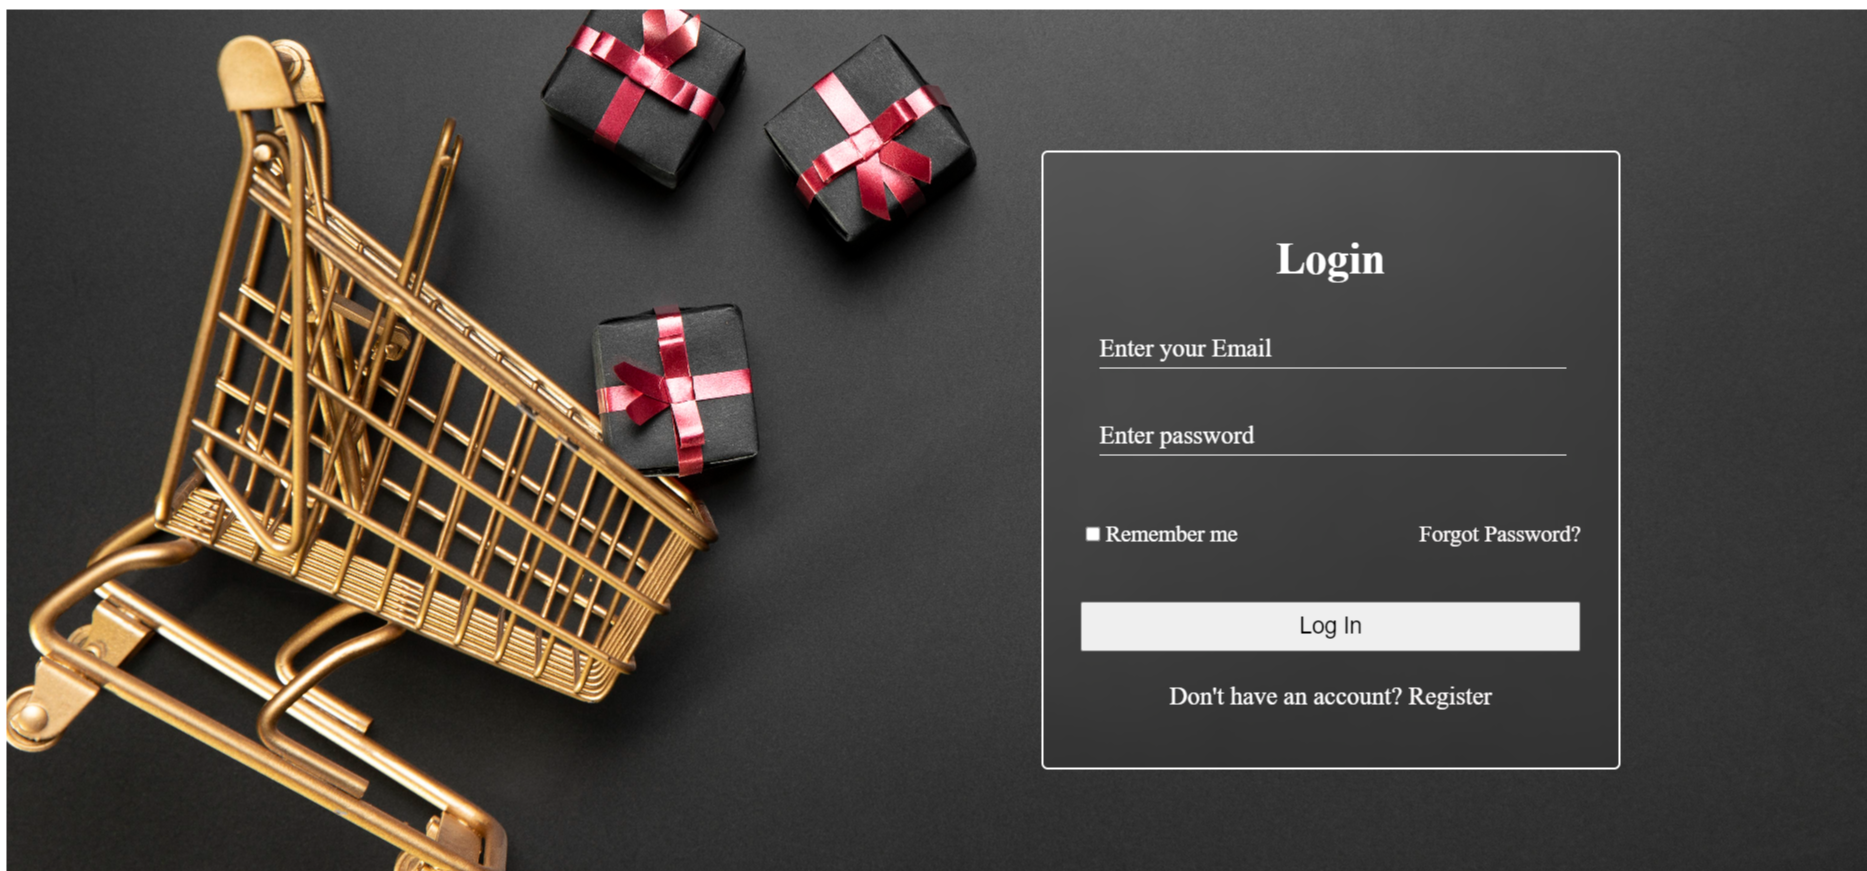 Login
Enter your Email
Enter password
Remember me
Forgot Password?
Log In
Don't have an account? Register